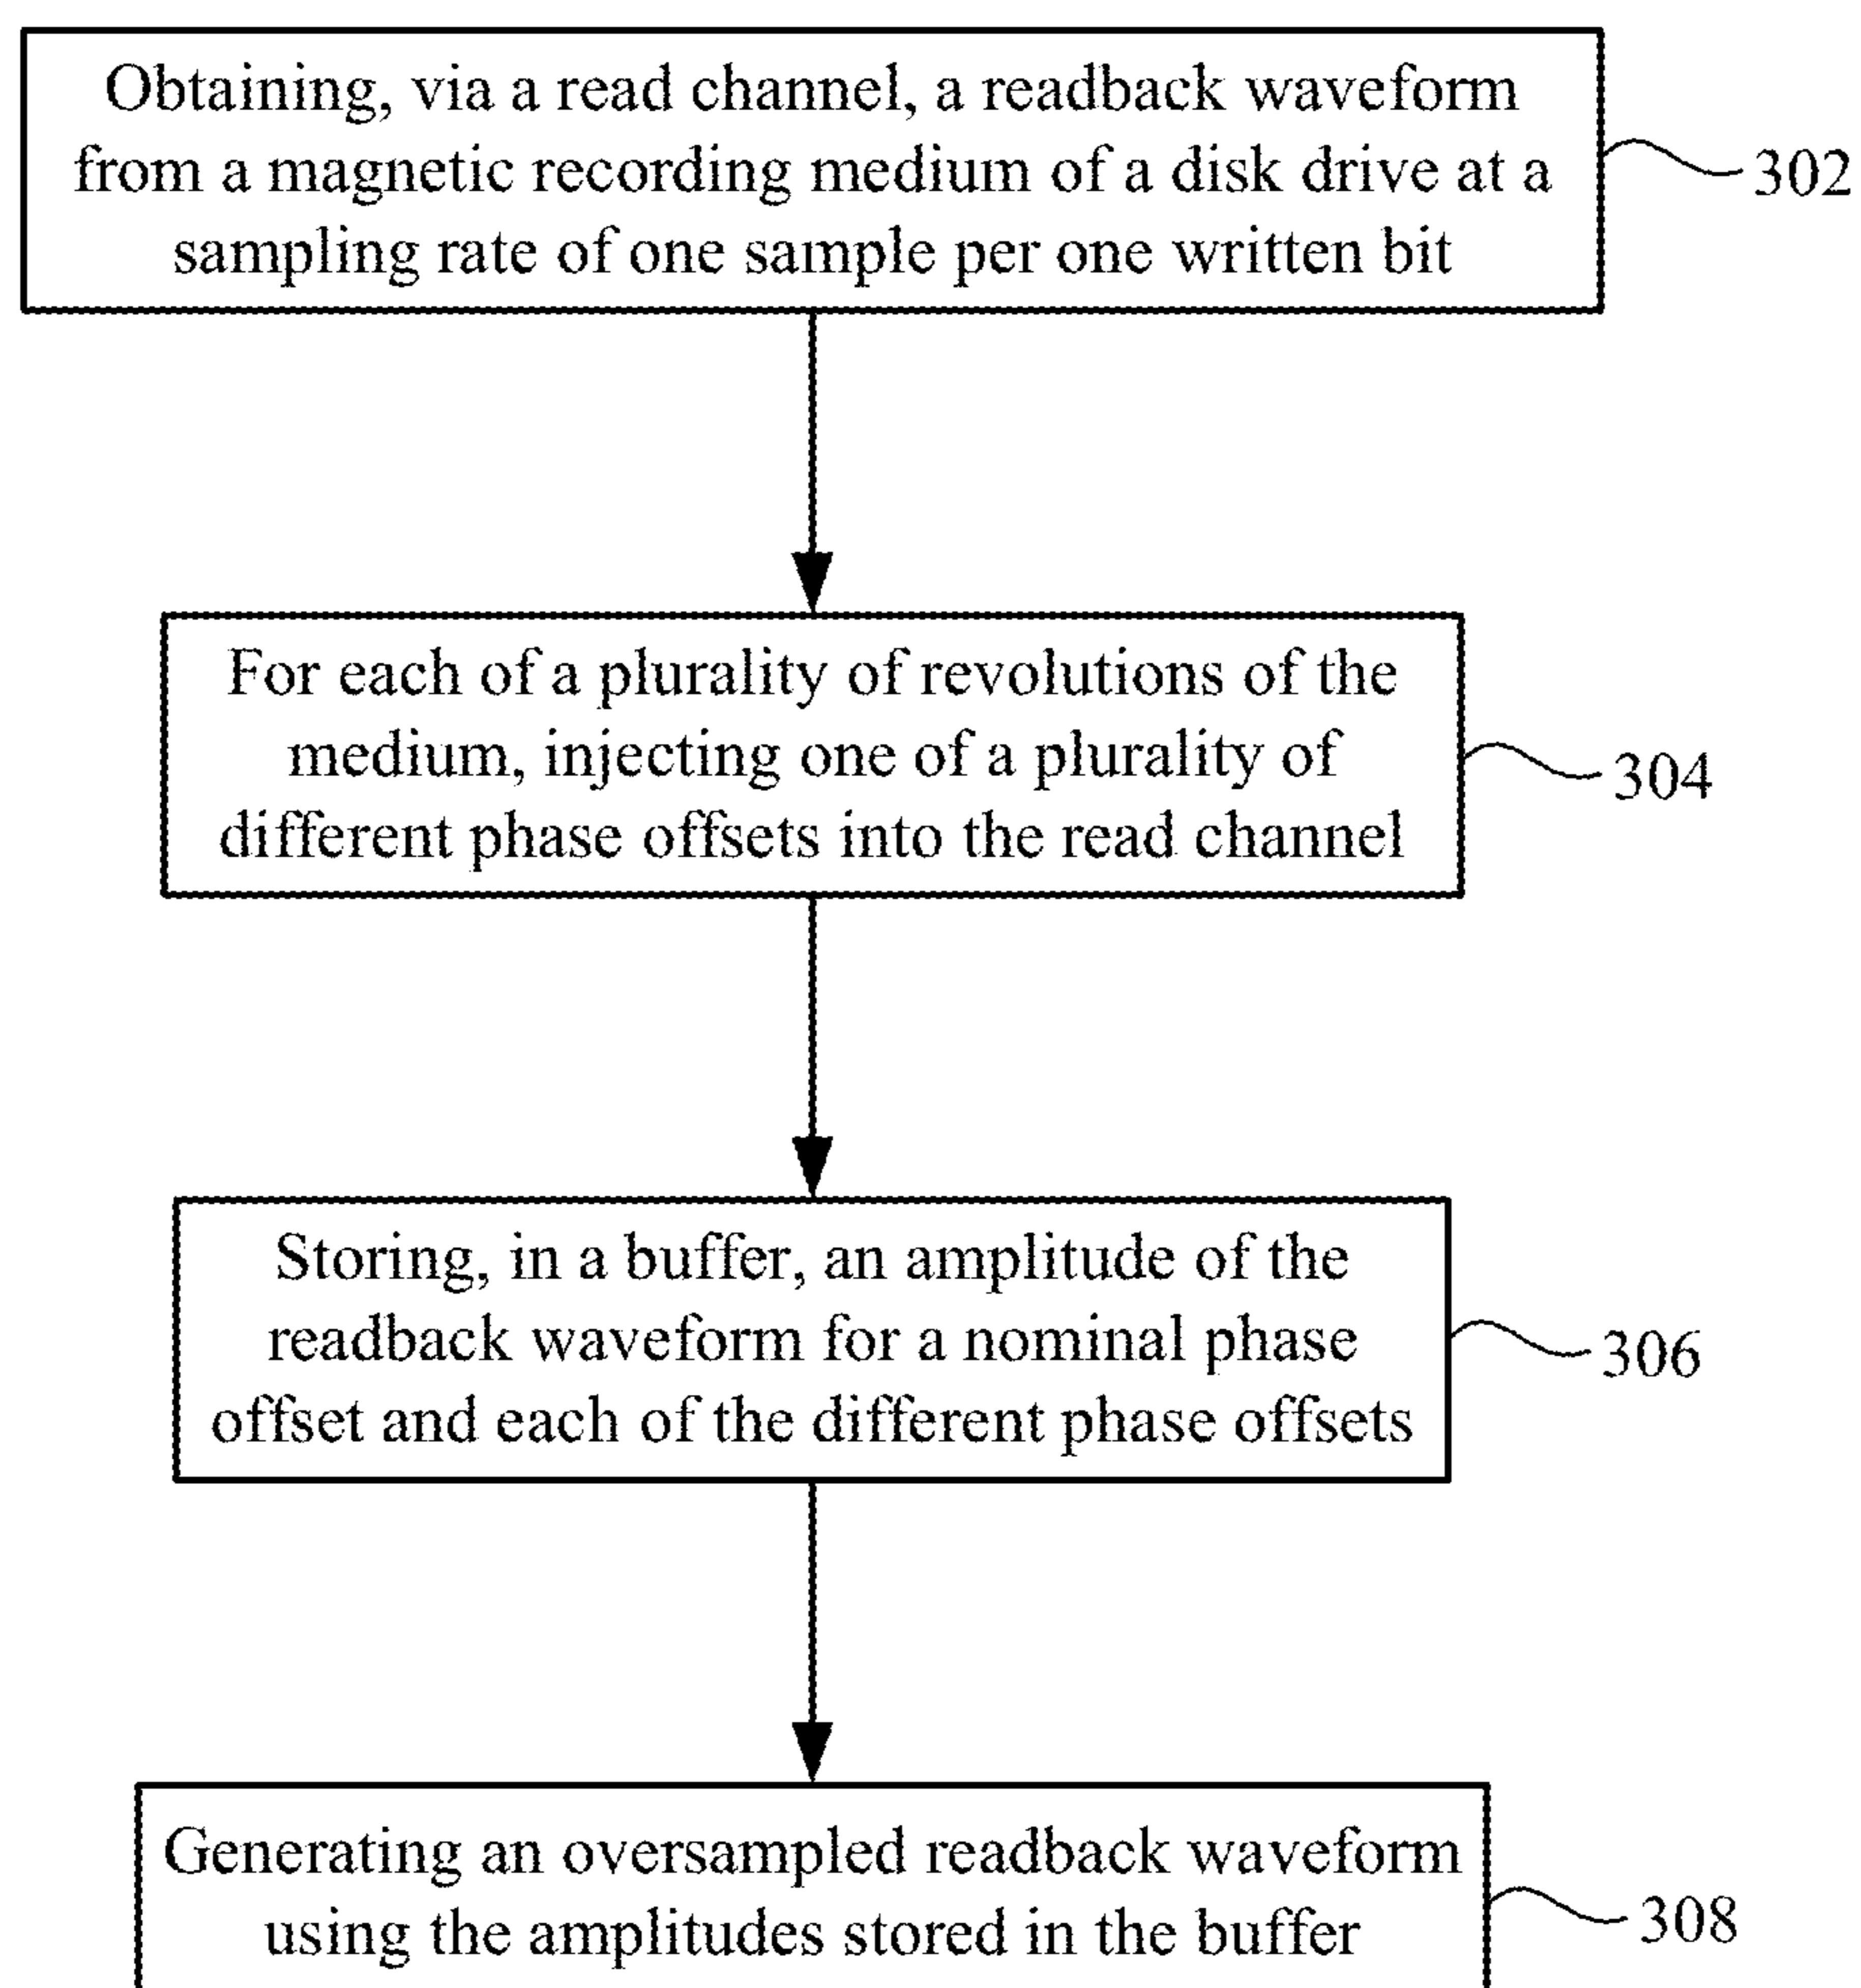 Obtaining, via a read channel, a readback waveform
from a magnetic recording medium of a disk drive at a
sampling rate of one sample per one written bit
302
For each of a plurality of revolutions of the
medium, injecting one of a plurality of
different phase offsets into the read channel
304
Storing, in a buffer, an amplitude of the
readback waveform for a nominal phase
offset and each of the different phase offsets
306
Generating an oversampled readback waveform
using the amplitudes stored in the buffer
308